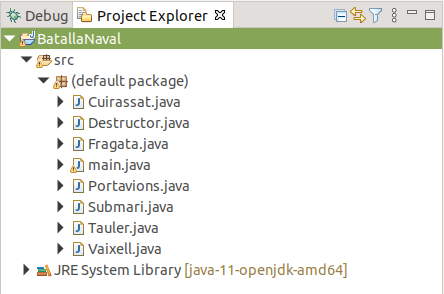 Debug Project Explorer
BatallaNaval
src
(default package)
Cuirassat.java
Destructor.java
Fragata.java
main.java
Portavions.java
Submari.java
Tauler.java
Vaixell.java
JRE System Library [java-11-openjdk-amd64]